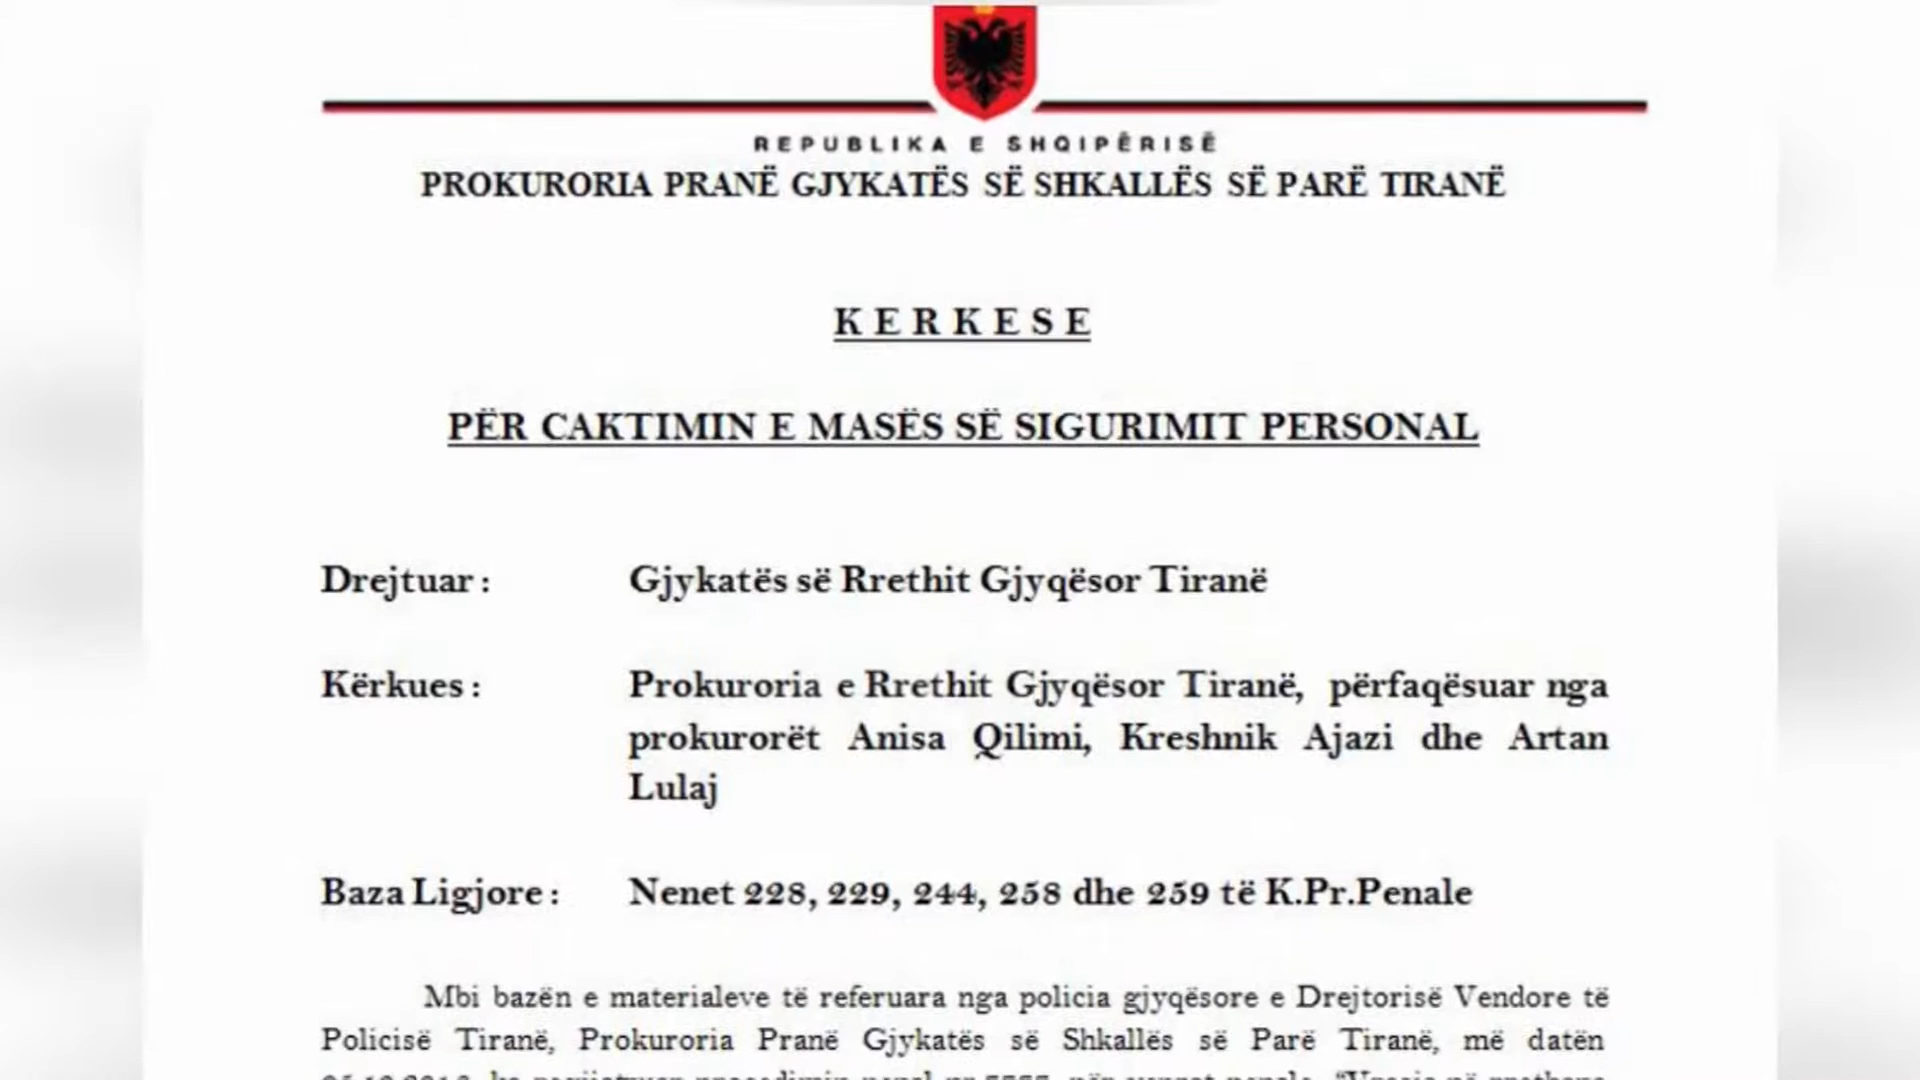 REPUBLIKA E SHQIPËRISË
PROKURORIA PRANË GJYKATËS SË SHKALLËS SË PARË TIRANË
K E R K E S E
PËR CAKTIMIN E MASËS SË SIGURIMIT PERSONAL
Drejtuar : Gjykatës së Rrethit Gjyqësor Tiranë
Kërkues : Prokuroria e Rrethit Gjyqësor Tiranë, përfaqësuar nga
prokurorët Anisa Qilimi, Kreshnik Ajazi dhe Artan
Lulaj
Baza Ligjore : Nenet 228, 229, 244, 258 dhe 259 të K.Pr.Penale
Mbi bazën e materialeve të referuara nga policia gjyqësore e Drejtorisë Vendore të
Policisë Tiranë, Prokuroria Pranë Gjykatës së Shkallës së Parë Tiranë, më datën